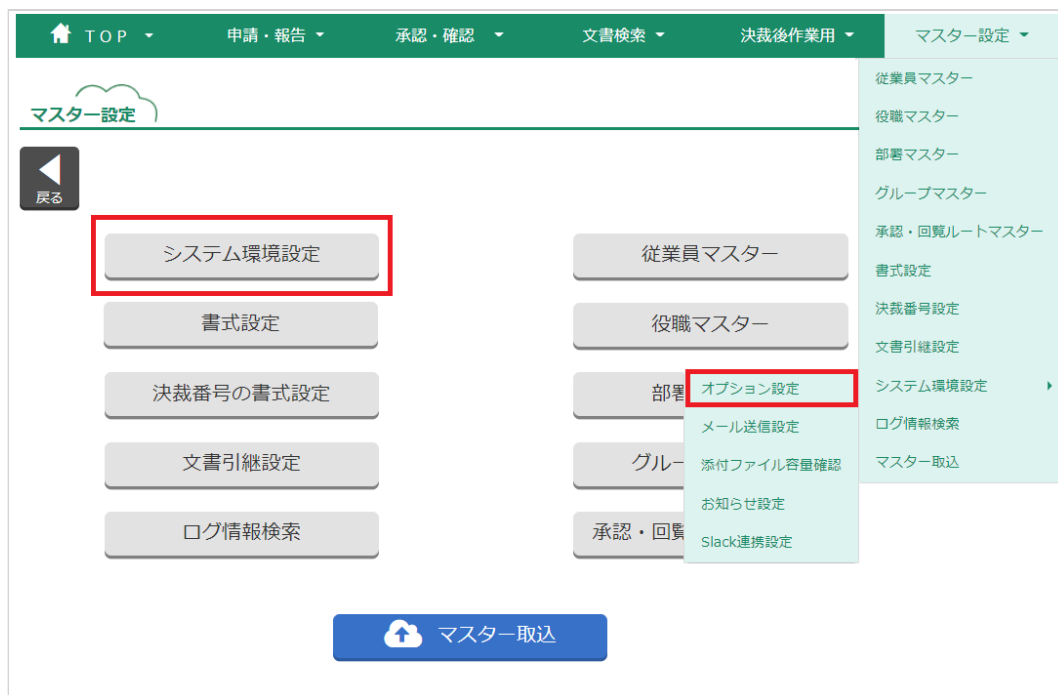 TOP 申請・報告 承認・確認 文書検索 決裁後作業用 マスター設定
マスター設定
戻る
システム環境設定
書式設定
決裁番号の書式設定
文書引継設定
ログ情報検索
従業員マスター
役職マスター
部署
グルー
承認・回覧
マスター取込
従業員マスター
役職マスター
部署マスター
グループマスター
承認・回覧ルートマスター
書式設定
決裁番号設定
文書引継設定
システム環境設定
ログ情報検索
マスター取込
オプション設定
メール送信設定
添付ファイル容量確認
お知らせ設定
Slack連携設定